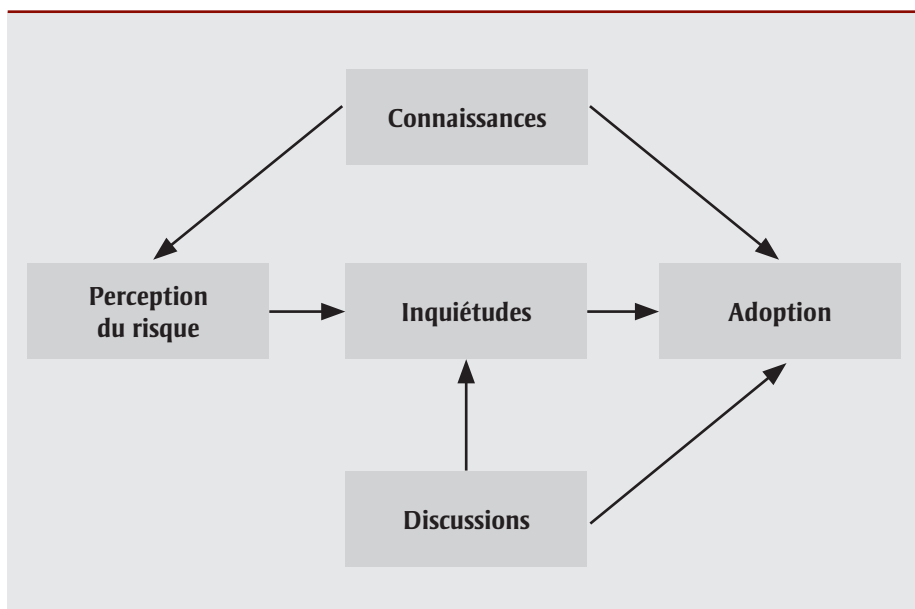 Connaissances
Perception
du risque
Inquiétudes
Adoption
Discussions